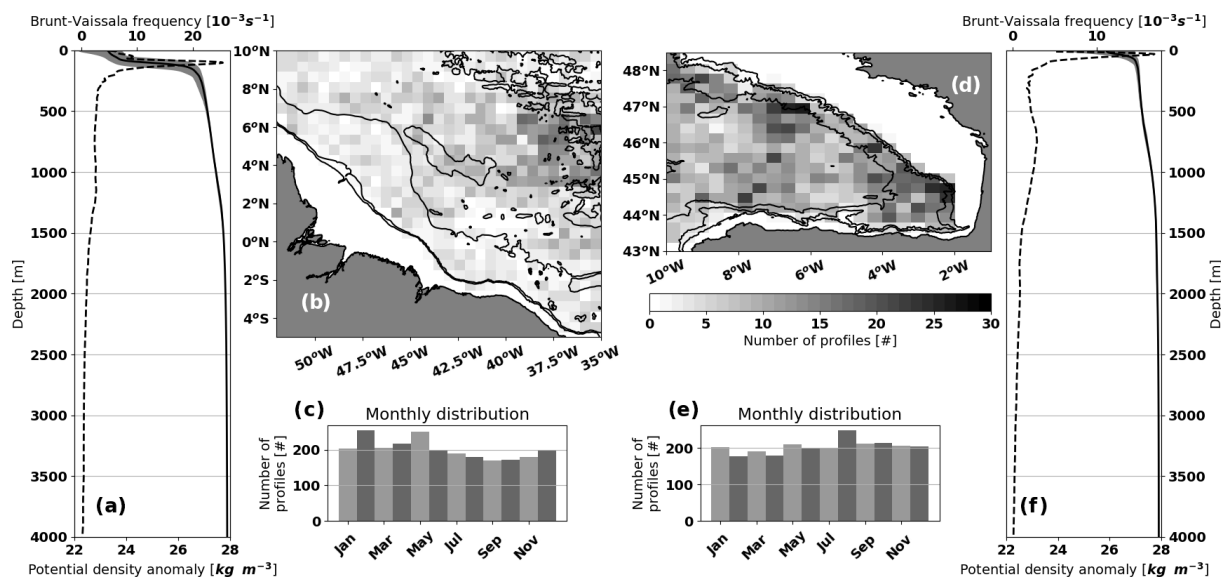 Brunt-Vaissala frequency [10⁻³s⁻¹]
0 10 20
0
500
1000
1500
2000
2500
3000
3500
4000
Depth [m]
(a)
22 24 26 28
Potential density anomaly [kg m⁻³]
10°N
8°N
6°N
4°N
2°N
0°N
2°S
4°S
(b)
50°W 47.5°W 45°W 42.5°W 40°W 37.5°W 35°W
(c)
Monthly distribution
Number of
profiles [#]
200
100
0
Jan Mar May Jul Sep Nov
48°N
47°N
46°N
45°N
44°N
43°N
(d)
10°W 8°W 6°W 4°W 2°W
0 5 10 15 20 25 30
Number of profiles [#]
(e)
Monthly distribution
Number of
profiles [#]
200
100
0
Jan Mar May Jul Sep Nov
Brunt-Vaissala frequency [10⁻³s⁻¹]
0 10
0
500
1000
1500
2000
2500
3000
3500
4000
Depth [m]
(f)
22 24 26 28
Potential density anomaly [kg m⁻³]